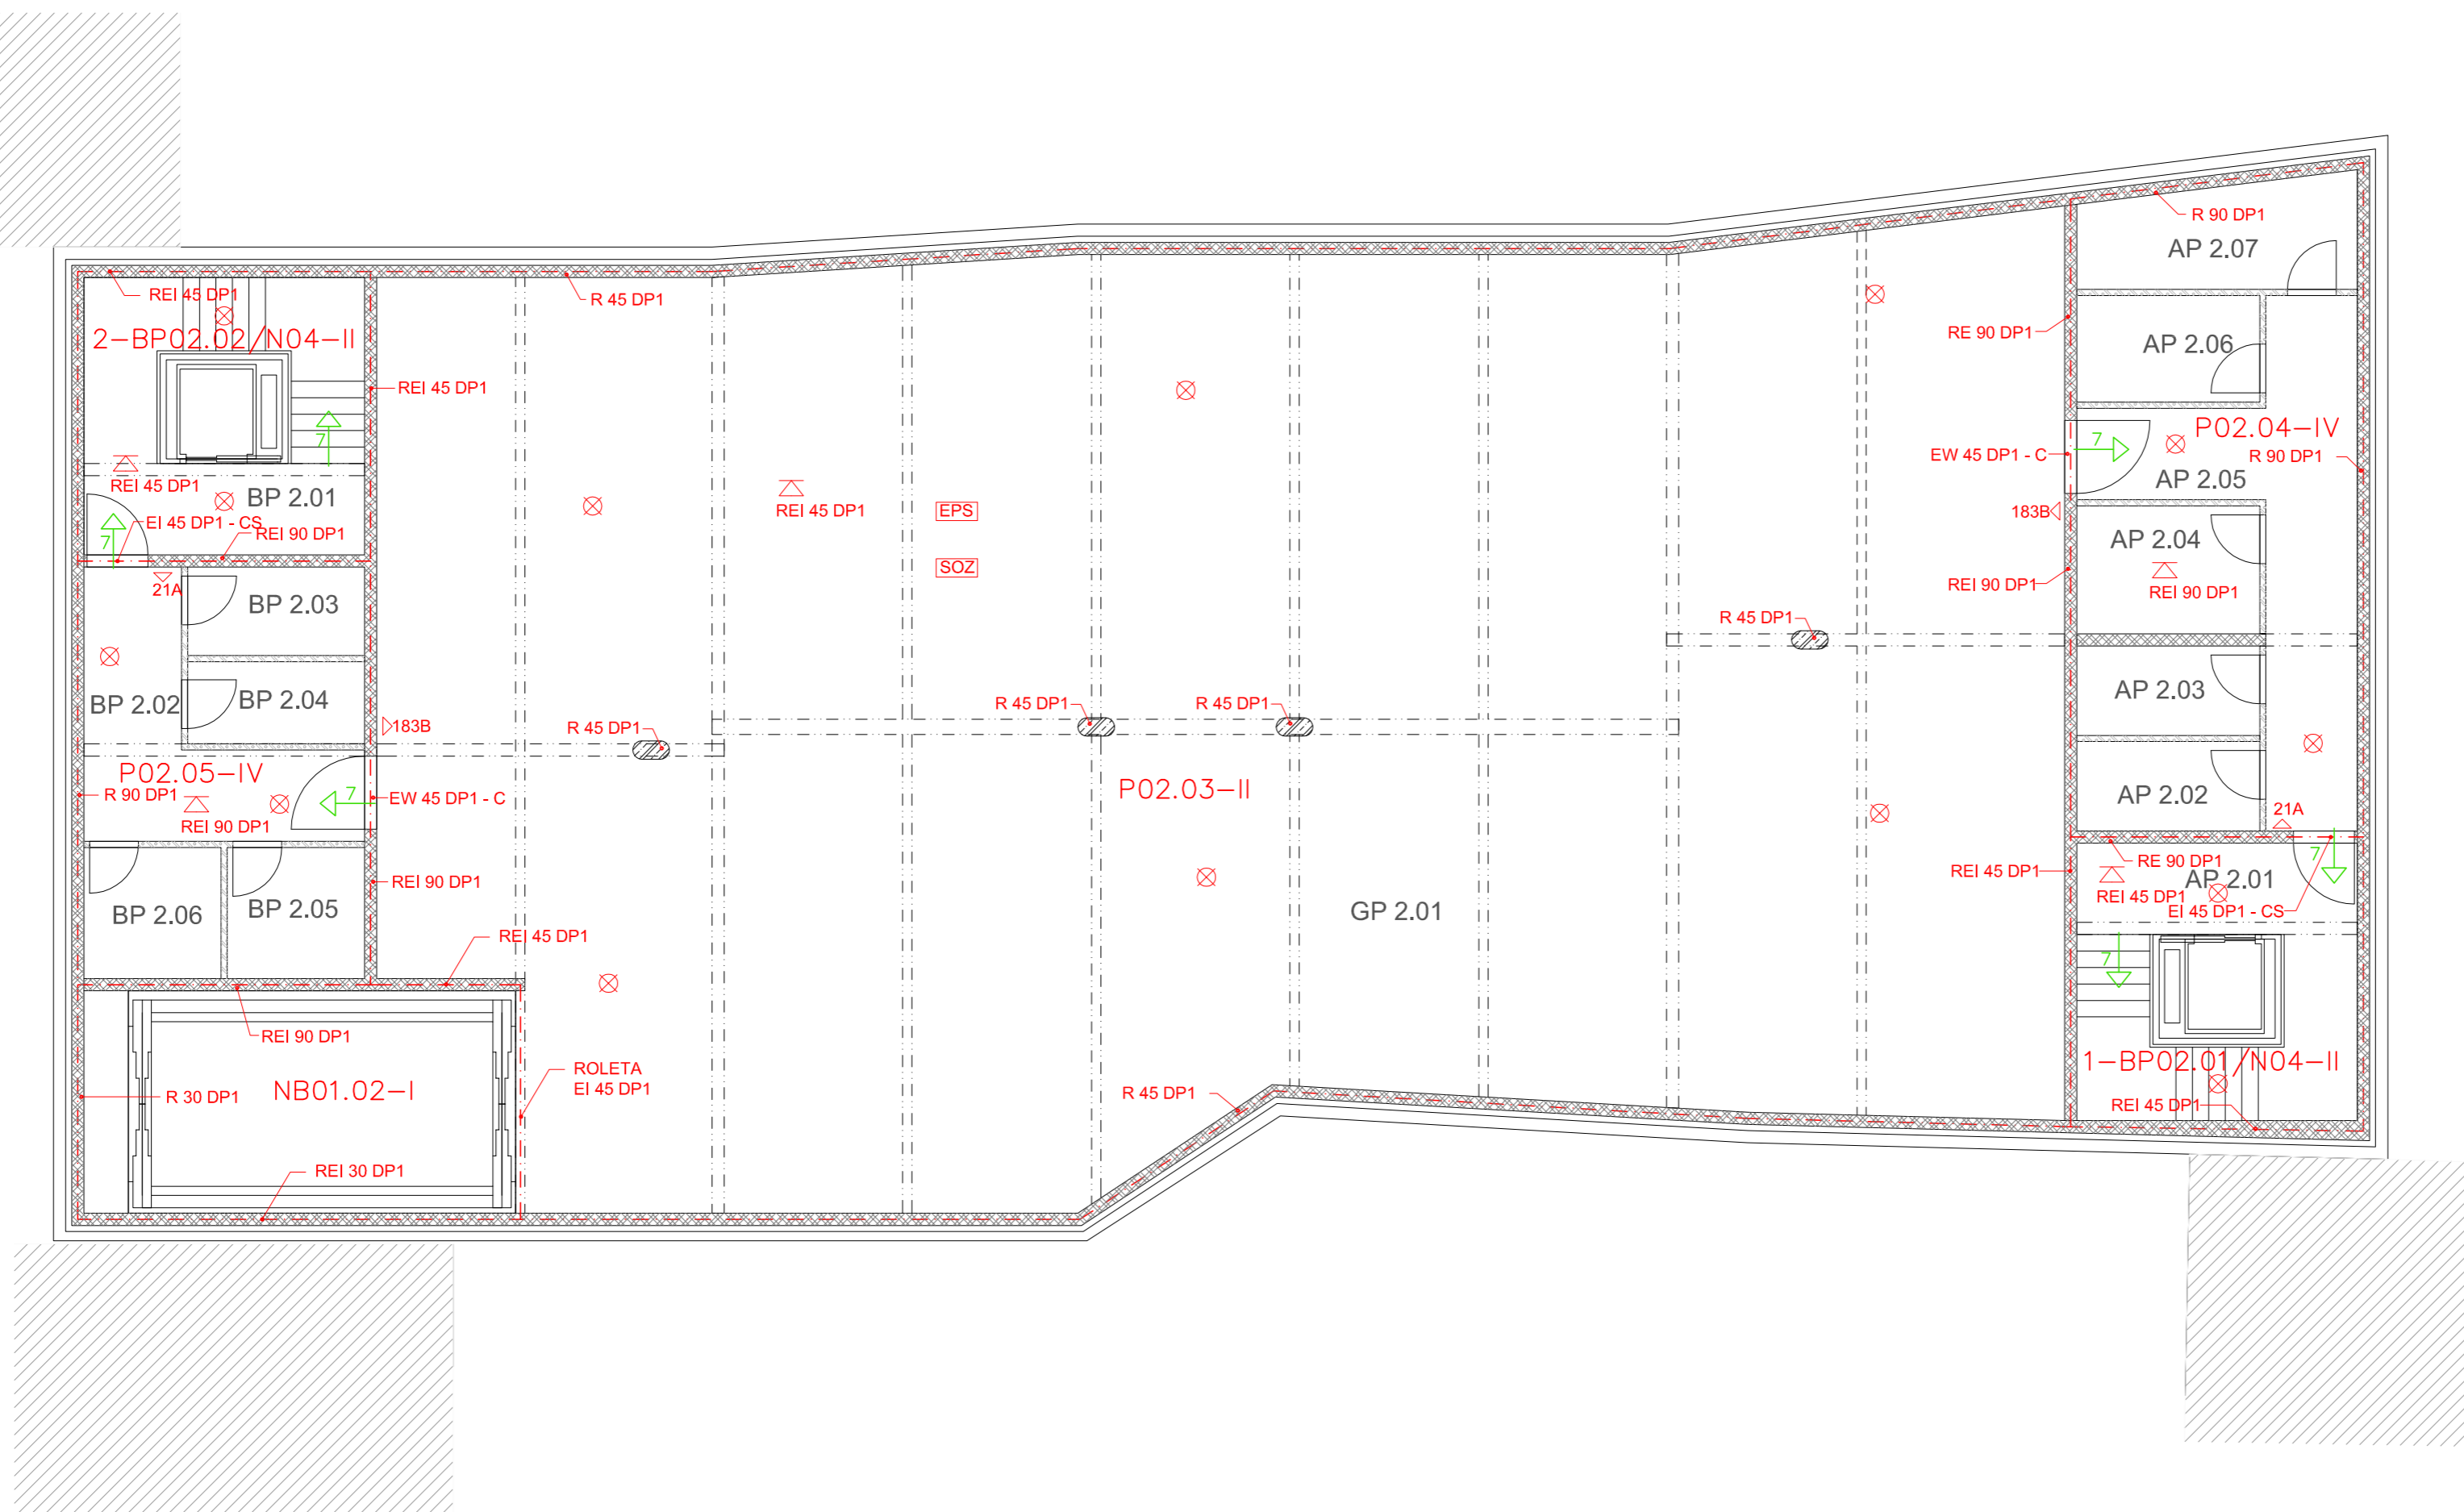 R 90 DP1
AP 2.07
REI 45 DP1
R 45 DP1
2-BP02.02/N04-II
RE 90 DP1
AP 2.06
REI 45 DP1
P02.04-IV
7
7
EW 45 DP1 - C
R 90 DP1
REI 45 DP1
BP 2.01
AP 2.05
REI 45 DP1
EPS
183B
EI 45 DP1 - CS
REI 90 DP1
7
AP 2.04
SOZ
21A
BP 2.03
REI 90 DP1
REI 90 DP1
R 45 DP1
BP 2.02
BP 2.04
AP 2.03
R 45 DP1
R 45 DP1
183B
R 45 DP1
P02.05-IV
P02.03-II
R 90 DP1
7
EW 45 DP1 - C
AP 2.02
21A
REI 90 DP1
7
RE 90 DP1
REI 45 DP1
AP 2.01
REI 45 DP1
REI 90 DP1
EI 45 DP1 - CS
BP 2.06
BP 2.05
GP 2.01
REI 45 DP1
7
REI 90 DP1
1-BP02.01/N04-II
ROLETA
EI 45 DP1
NB01.02-I
R 30 DP1
R 45 DP1
REI 45 DP1
REI 30 DP1